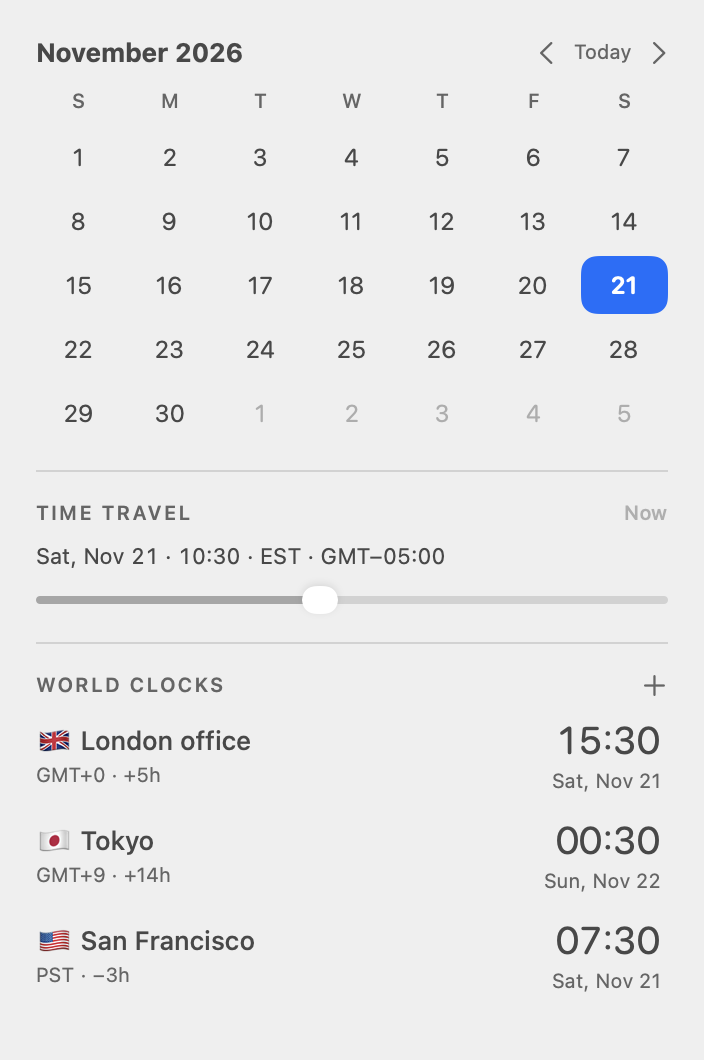 November 2026 Today
S M T W T F S
1 2 3 4 5 6 7
8 9 10 11 12 13 14
15 16 17 18 19 20 21
22 23 24 25 26 27 28
29 30 1 2 3 4 5
TIME TRAVEL Now
Sat, Nov 21 · 10:30 · EST · GMT−05:00
WORLD CLOCKS
London office 15:30
GMT+0 · +5h Sat, Nov 21
Tokyo 00:30
GMT+9 · +14h Sun, Nov 22
San Francisco 07:30
PST · −3h Sat, Nov 21